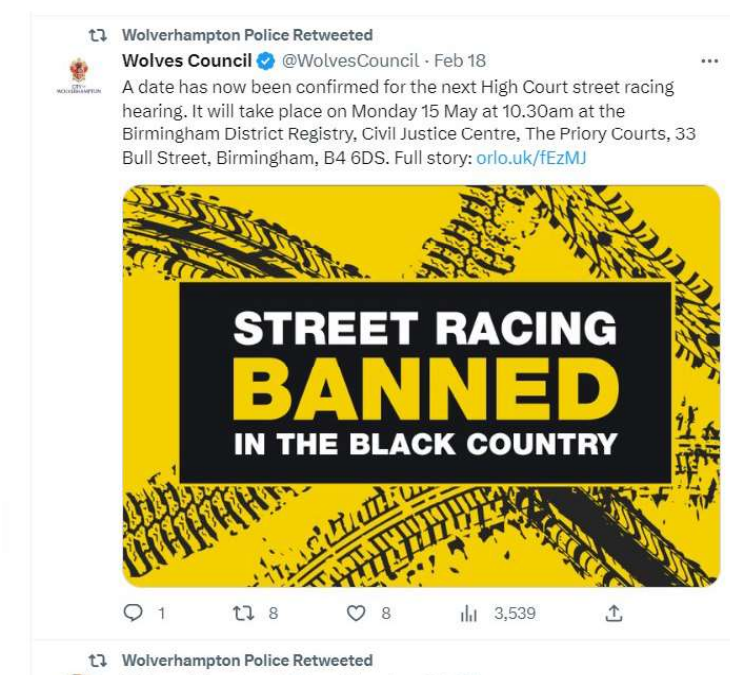 Wolverhampton Police Retweeted
Wolves Council @WolvesCouncil · Feb 18
CITY OF
WOLVERHAMPTON
A date has now been confirmed for the next High Court street racing
hearing. It will take place on Monday 15 May at 10.30am at the
Birmingham District Registry, Civil Justice Centre, The Priory Courts, 33
Bull Street, Birmingham, B4 6DS. Full story: orlo.uk/fEzMJ
STREET RACING
BANNED
IN THE BLACK COUNTRY
1 8 8 3,539
Wolverhampton Police Retweeted